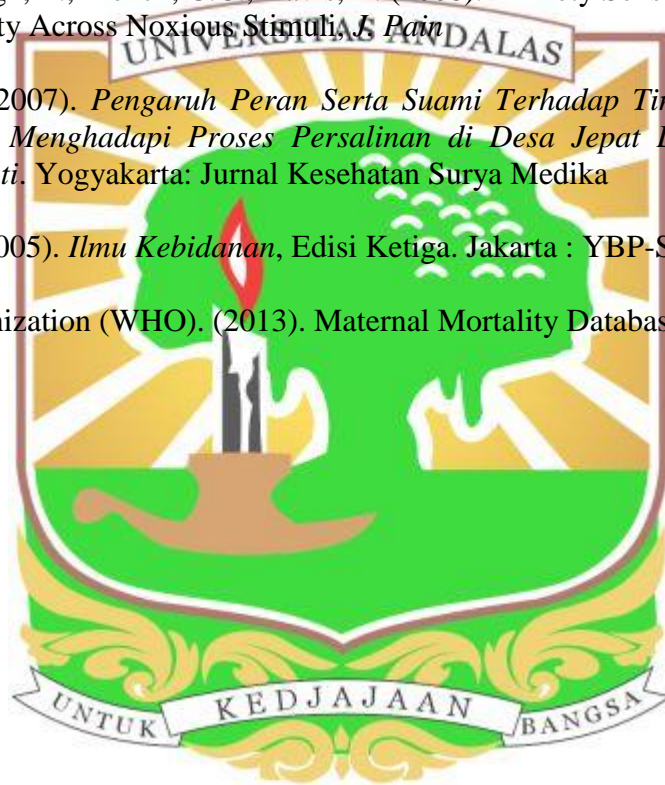 UNIVERSITAS ANDALAS
ty Across Noxious Stimuli, J. Pain
2007). Pengaruh Peran Serta Suami Terhadap
Menghadapi Proses Persalinan di Desa Jepat
ti. Yogyakarta: Jurnal Kesehatan Surya Medika
005). Ilmu Kebidanan, Edisi Ketiga. Jakarta : YBP-S
nization (WHO). (2013). Maternal Mortality Databas
UNTUK KEDJAJAAN BANGSA